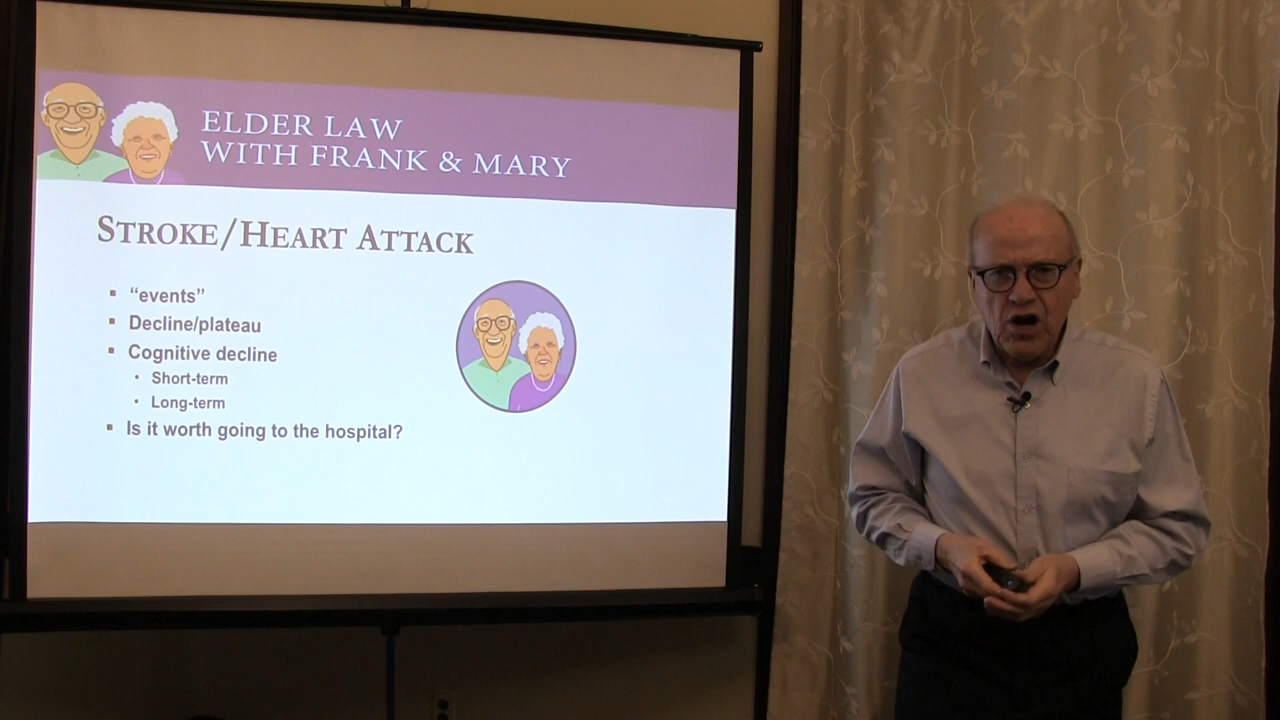 ELDER LAW
WITH FRANK & MARY
STROKE/HEART ATTACK
“events”
Decline/plateau
Cognitive decline
Short-term
Long-term
Is it worth going to the hospital?